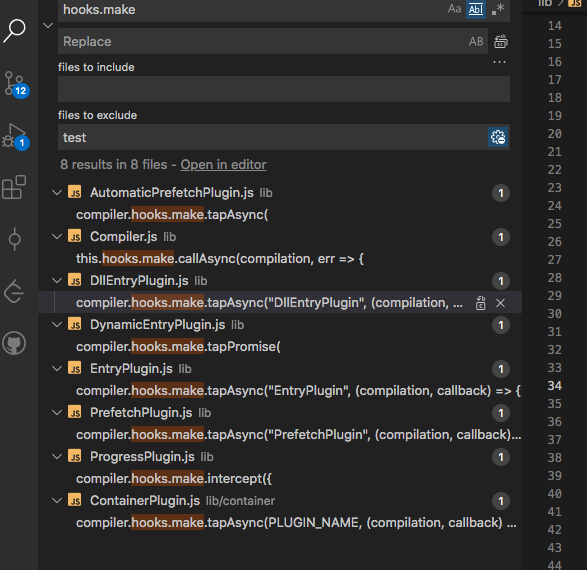 hooks.make
Aa Abl .*
lib > JS
Replace
AB
files to include
files to exclude
test
8 results in 8 files - Open in editor
JS AutomaticPrefetchPlugin.js lib 1
compiler.hooks.make.tapAsync(
JS Compiler.js lib 1
this.hooks.make.callAsync(compilation, err => {
JS DllEntryPlugin.js lib 1
compiler.hooks.make.tapAsync("DllEntryPlugin", (compilation, ...
JS DynamicEntryPlugin.js lib 1
compiler.hooks.make.tapPromise(
JS EntryPlugin.js lib 1
compiler.hooks.make.tapAsync("EntryPlugin", (compilation, callback) => {
JS PrefetchPlugin.js lib 1
compiler.hooks.make.tapAsync("PrefetchPlugin", (compilation, callback)...
JS ProgressPlugin.js lib 1
compiler.hooks.make.intercept({
JS ContainerPlugin.js lib/container 1
compiler.hooks.make.tapAsync(PLUGIN_NAME, (compilation, callback) ...
12
1
14
15
16
17
18
19
20
21
22
23
24
25
26
27
28
29
30
31
32
33
34
35
36
37
38
39
40
41
42
43
44